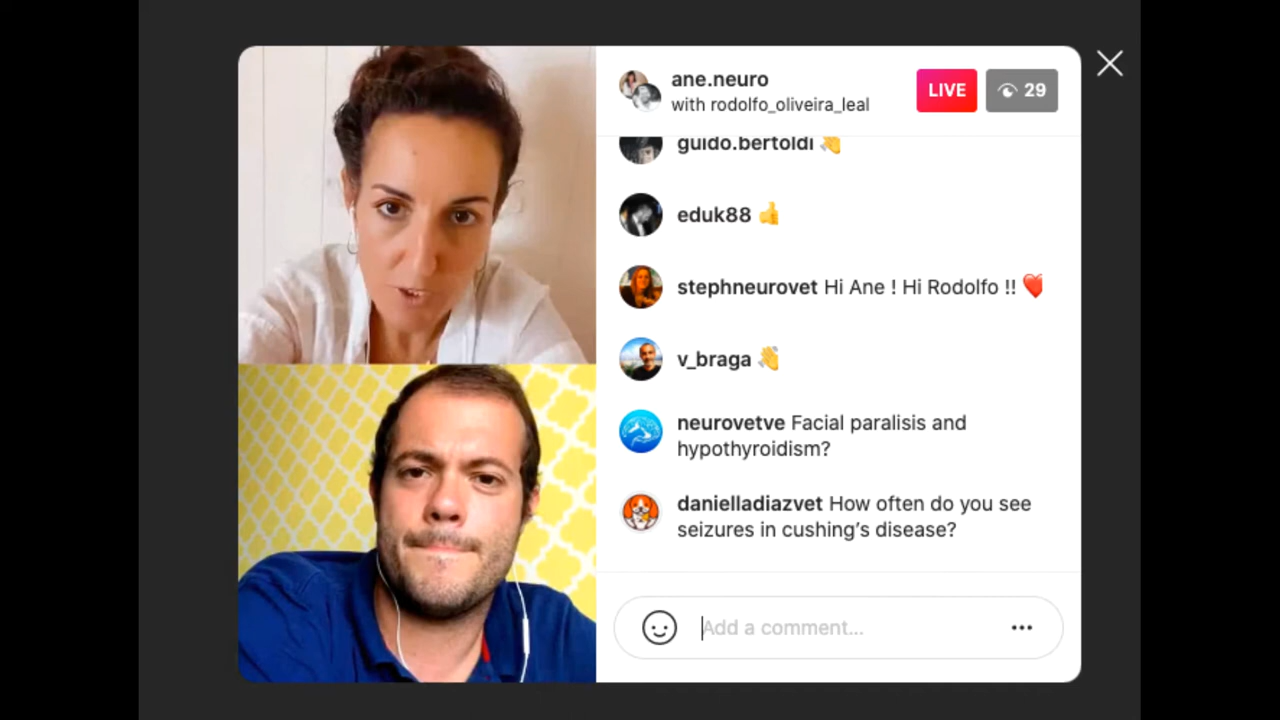 ane.neuro
with rodolfo_oliveira_leal
LIVE
29
guido.bertoldi 👏
eduk88 👍
stephneurovet Hi Ane ! Hi Rodolfo !! ❤️
v_braga 👏
neurovetve Facial paralisis and
hypothyroidism?
danielladiazvet How often do you see
seizures in cushing’s disease?
Add a comment...